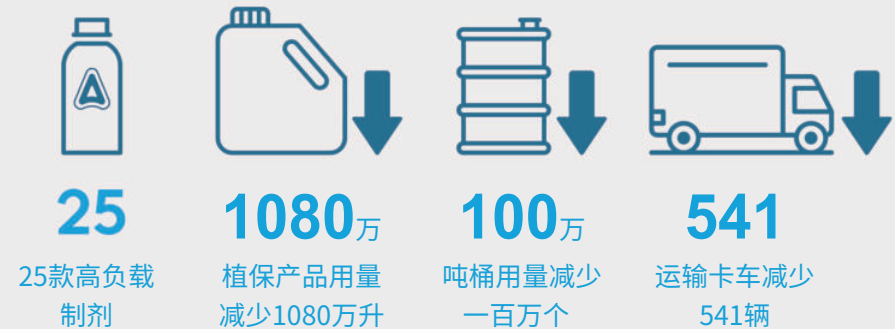 25
25款高负载
制剂
1080万
植保产品用量
减少1080万升
100万
吨桶用量减少
一百万个
541
运输卡车减少
541辆